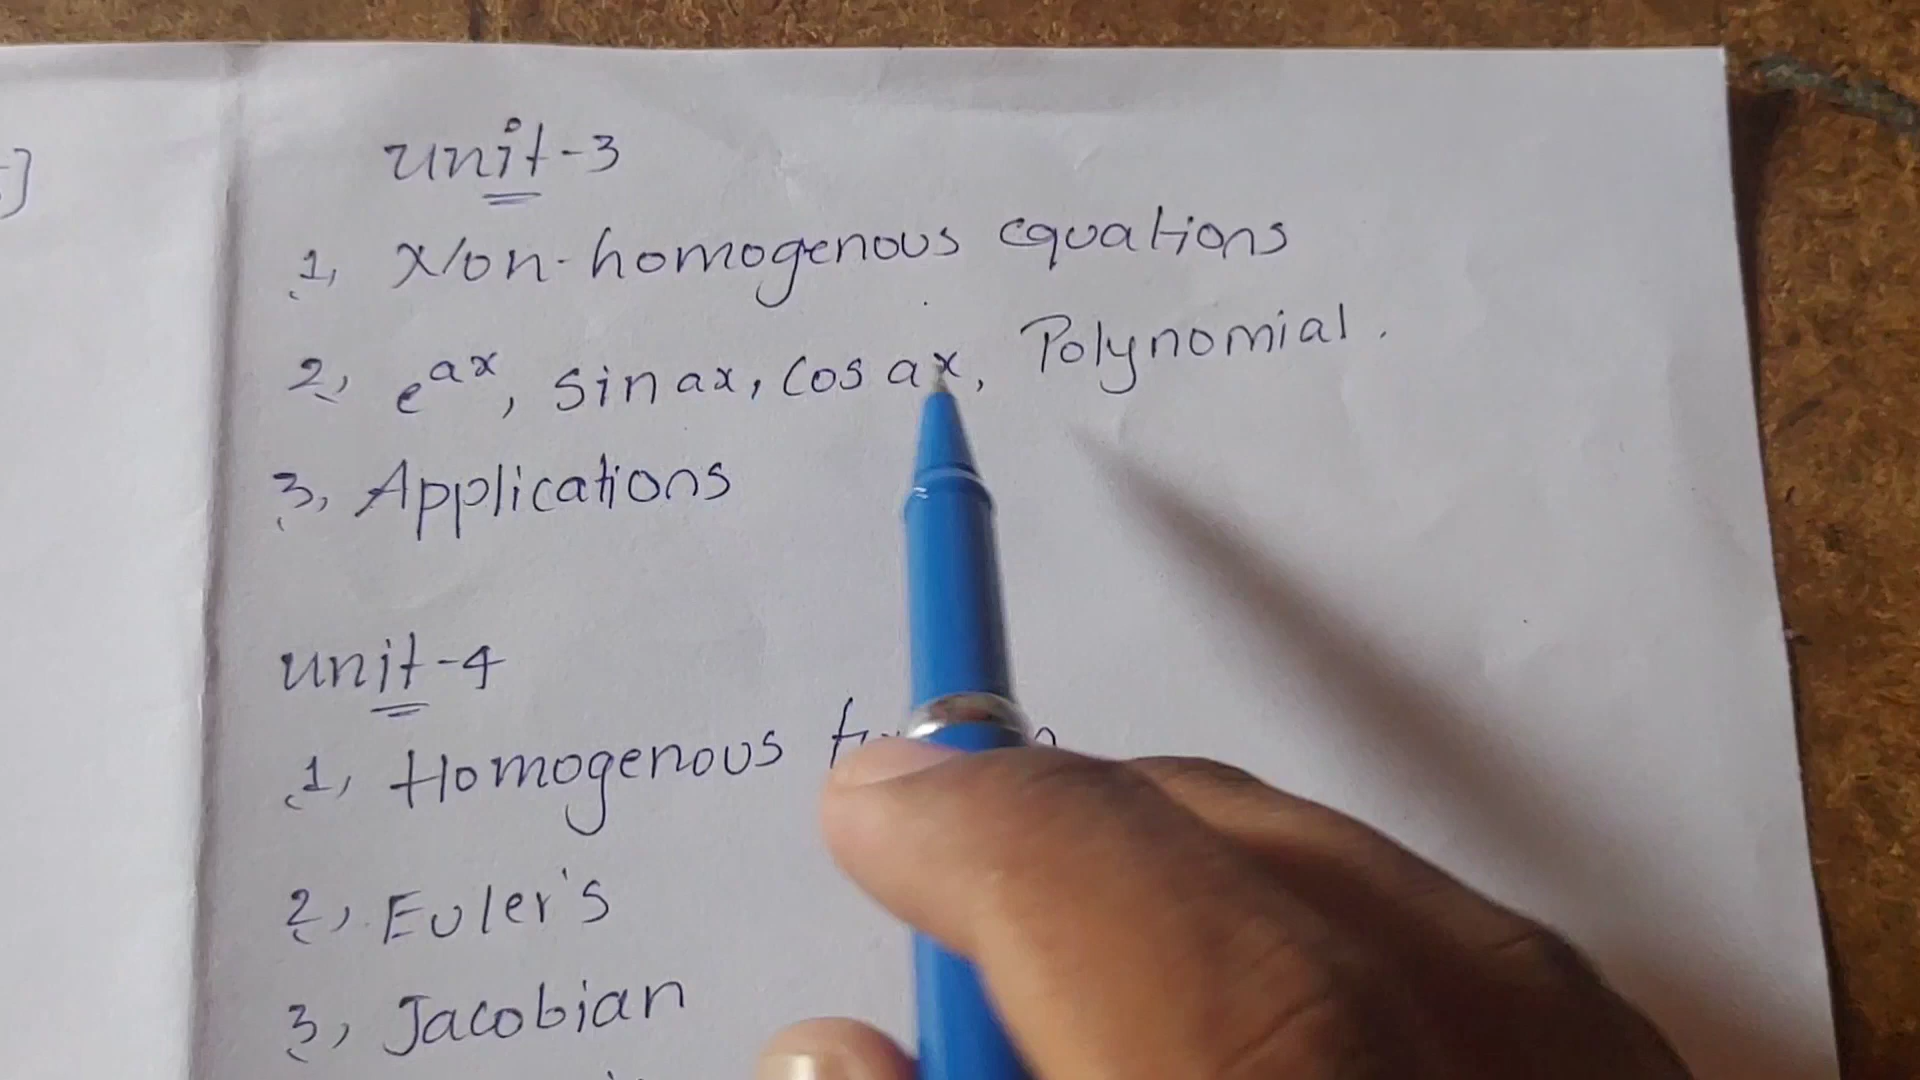 unit-3
1, Non-homogenous equations
2, e^ax, sin ax, cos ax, Polynomial.
3, Applications
unit-4
1, Homogenous
2, Euler's
3, Jacobian